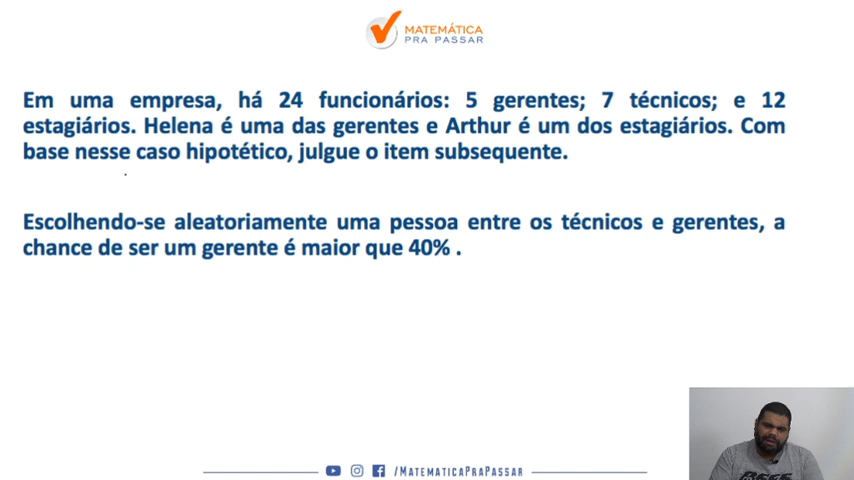 MATEMÁTICA
PRA PASSAR
Em uma empresa, há 24 funcionários: 5 gerentes; 7 técnicos; e 12
estagiários. Helena é uma das gerentes e Arthur é um dos estagiários. Com
base nesse caso hipotético, julgue o item subsequente.
Escolhendo-se aleatoriamente uma pessoa entre os técnicos e gerentes, a
chance de ser um gerente é maior que 40% .
/MATEMATICAPRAPASSAR